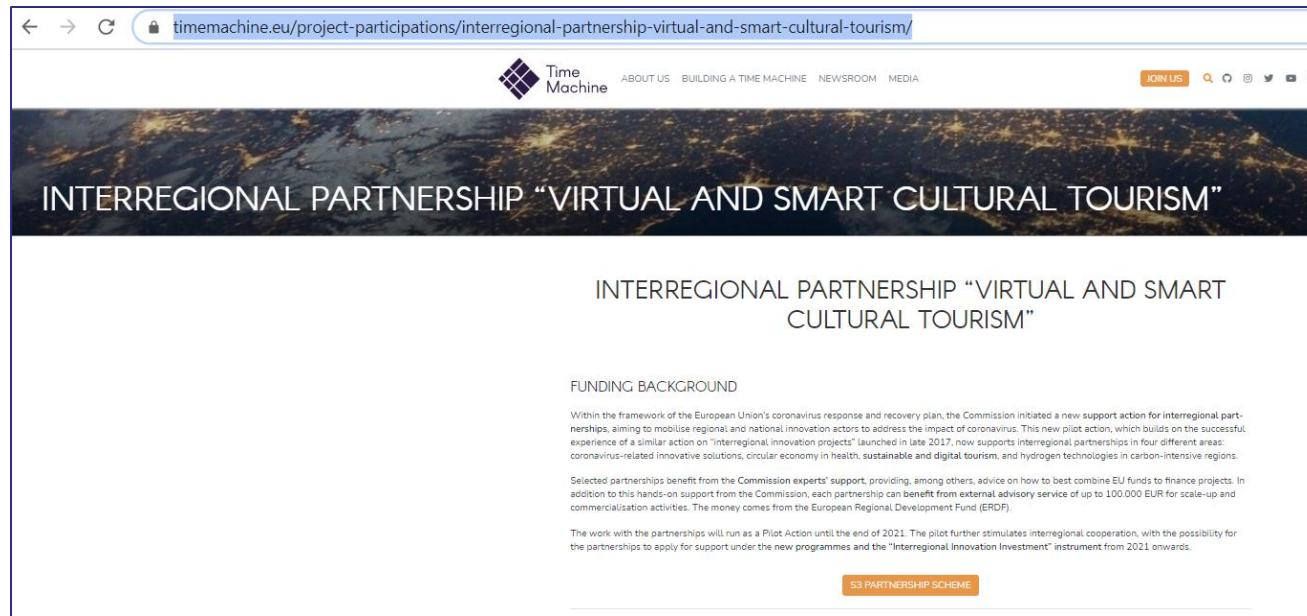 timemachine.eu/project-participations/interregional-partnership-virtual-and-smart-cultural-tourism/
Time
Machine
ABOUT US BUILDING A TIME MACHINE NEWSROOM MEDIA
JOIN US
INTERREGIONAL PARTNERSHIP “VIRTUAL AND SMART CULTURAL TOURISM”
INTERREGIONAL PARTNERSHIP “VIRTUAL AND SMART
CULTURAL TOURISM”
FUNDING BACKGROUND
Within the framework of the European Union's coronavirus response and recovery plan, the Commission initiated a new support action for interregional part-
nerships, aiming to mobilise regional and national innovation actors to address the impact of coronavirus. This new pilot action, which builds on the successful
experience of a similar action on “interregional innovation projects” launched in late 2017, now supports interregional partnerships in four different areas:
coronavirus-related innovative solutions, circular economy in health, sustainable and digital tourism, and hydrogen technologies in carbon-intensive regions.
Selected partnerships benefit from the Commission experts' support, providing, among others, advice on how to best combine EU funds to finance projects. In
addition to this hands-on support from the Commission, each partnership can benefit from external advisory service of up to 100.000 EUR for scale-up and
commercialisation activities. The money comes from the European Regional Development Fund (ERDF).
The work with the partnerships will run as a Pilot Action until the end of 2021. The pilot further stimulates interregional cooperation, with the possibility for
the partnerships to apply for support under the new programmes and the “Interregional Innovation Investment” instrument from 2021 onwards.
S3 PARTNERSHIP SCHEME